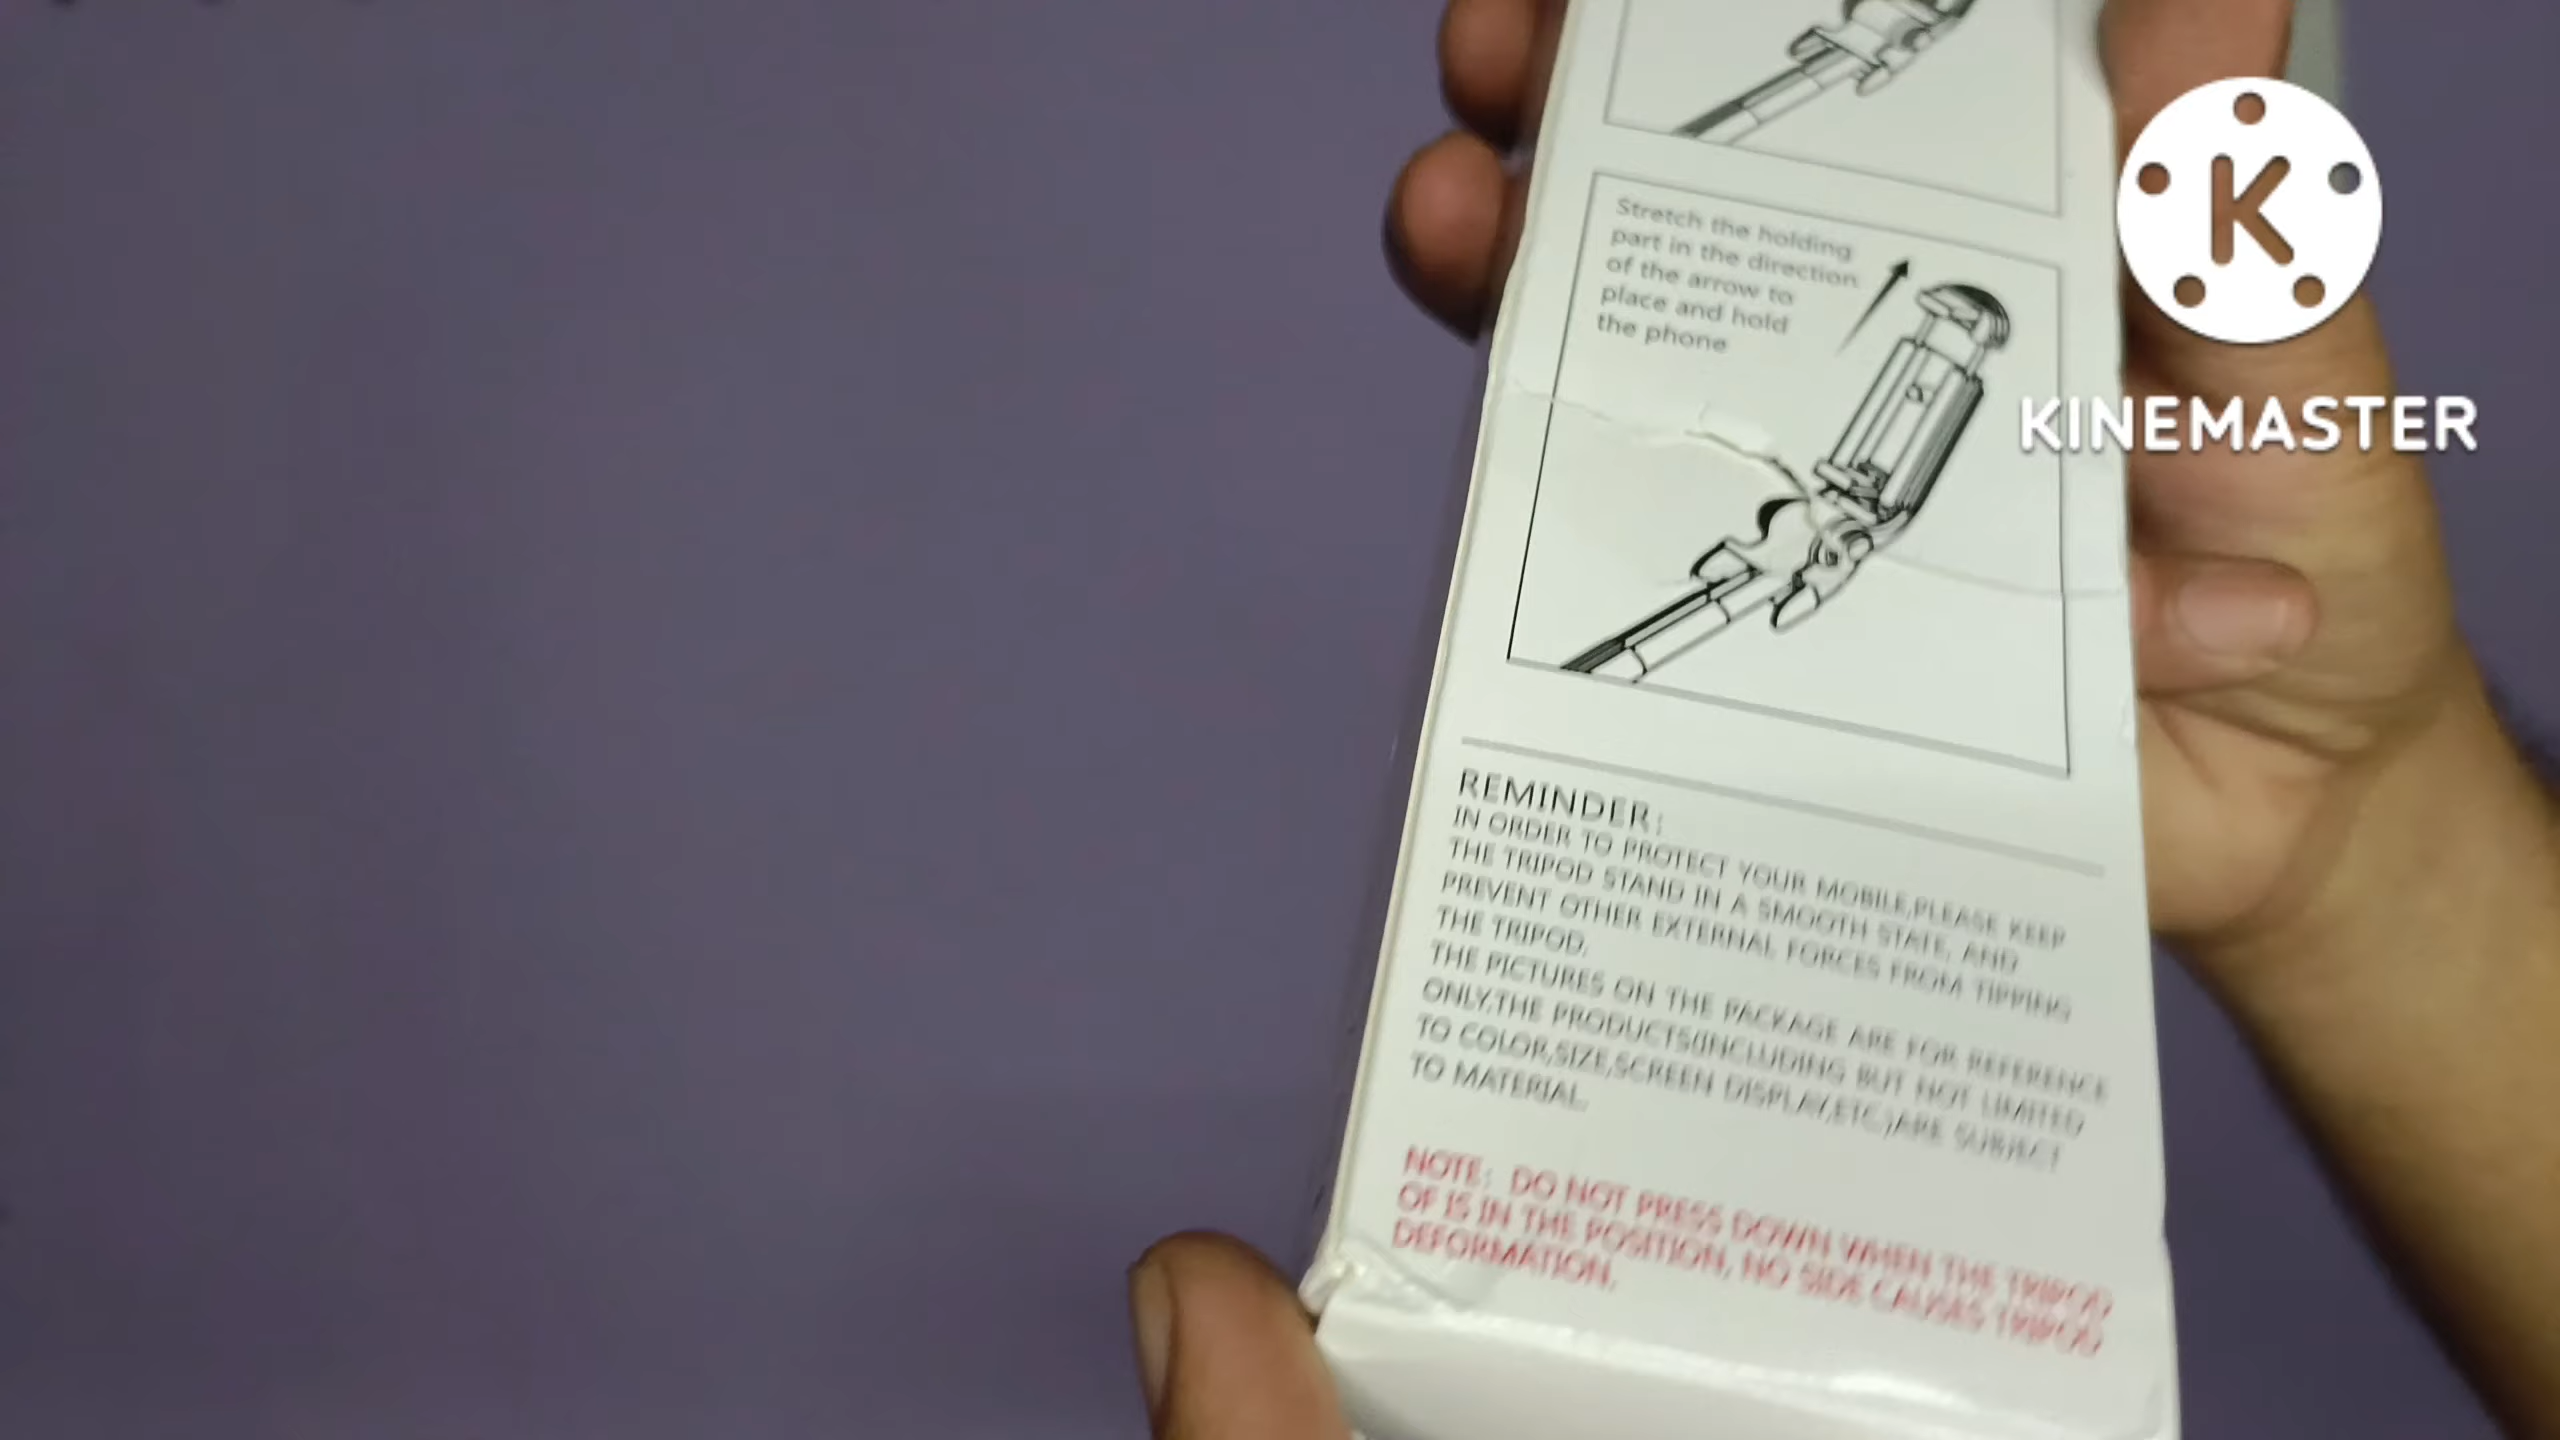 Stretch the holding
part in the direction
of the arrow to
place and hold
the phone
K
KINEMASTER
REMINDER:
IN ORDER TO PROTECT YOUR MOBILE,PLEASE KEEP
THE TRIPOD STAND IN A SMOOTH STATE, AND
PREVENT OTHER EXTERNAL FORCES FROM TIPPING
THE TRIPOD.
THE PICTURES ON THE PACKAGE ARE FOR REFERENCE
ONLY,THE PRODUCTS(INCLUDING BUT NOT LIMITED
TO COLOR,SIZE,SCREEN DISPLAY,ETC.)ARE SUBJECT
TO MATERIAL.
NOTE: DO NOT PRESS DOWN WHEN THE TRIPOD
OF IS IN THE POSITION, NO SIDE CAUSES TRIPOD
DEFORMATION.